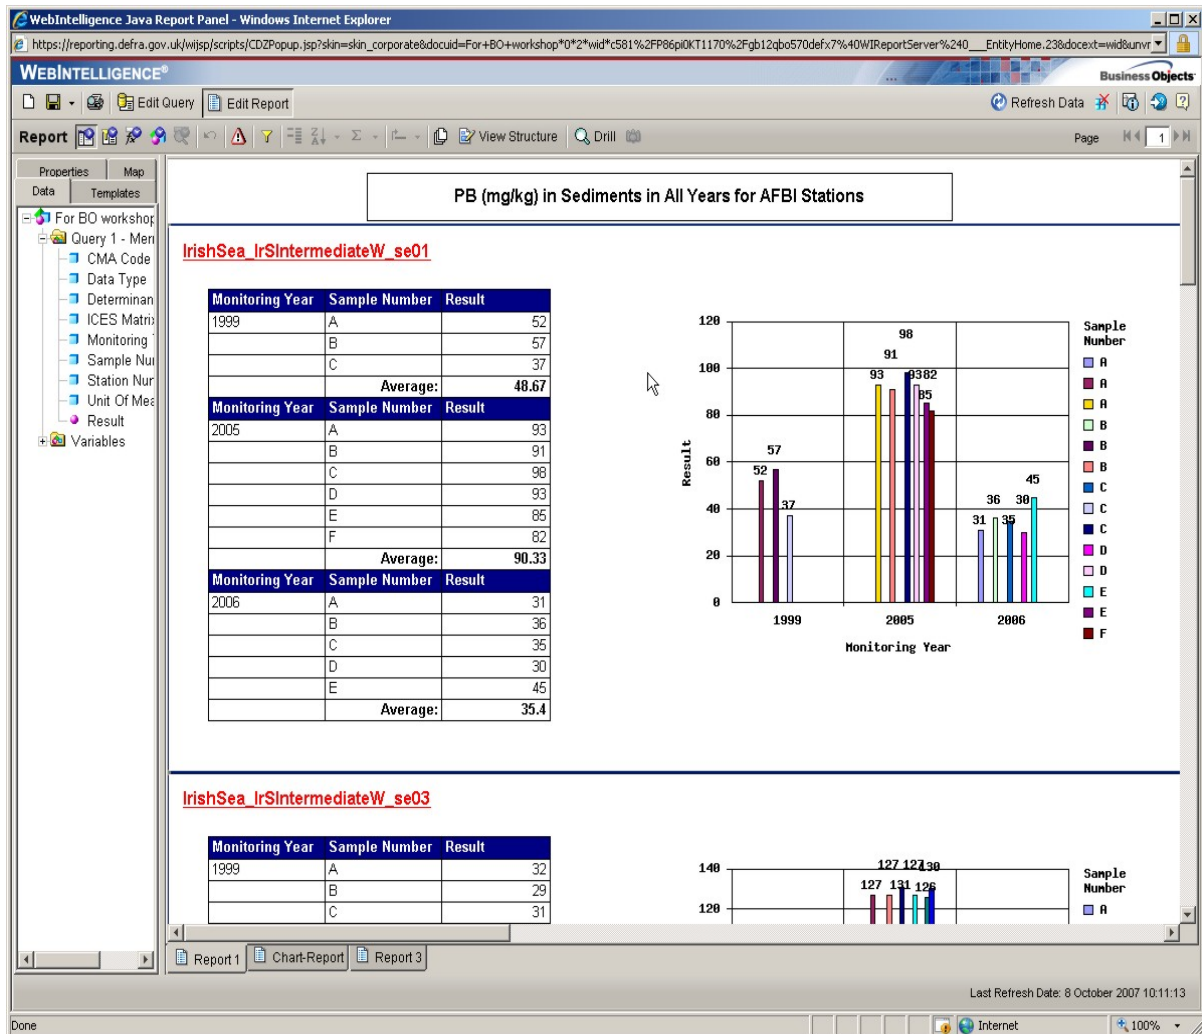 WebIntelligence Java Report Panel - Windows Internet Explorer
https://reporting.defra.gov.uk/wijsp/scripts/CDZPopup.jsp?skin=skin_corporate&docuid=For+BO+workshop*0*2*wid*c581%2FP86pi0KT1170%2Fgb12qbo570defx7%40WIReportServer%240___EntityHome.23&docext=wid&unvr
WEBINTELLIGENCE®
... Business Objects
Edit Query Edit Report Refresh Data
Report View Structure Drill Page 1
Properties Map
Data Templates
For BO workshop
Query 1 - Merr
CMA Code
Data Type
Determinan
ICES Matri
Monitoring
Sample Nur
Station Nur
Unit Of Mea
Result
Variables
PB (mg/kg) in Sediments in All Years for AFBI Stations
IrishSea_IrSIntermediateW_se01
Monitoring Year Sample Number Result
1999 A 52
B 57
C 37
Average: 48.67
Monitoring Year Sample Number Result
2005 A 93
B 91
C 98
D 93
E 85
F 82
Average: 90.33
Monitoring Year Sample Number Result
2006 A 31
B 36
C 35
D 30
E 45
Average: 35.4
120
100
80
60
40
20
0
Result
52 57 37
93 91 98 93 85 82
31 36 35 30 45
1999 2005 2006
Monitoring Year
Sample
Number
A
A
A
B
B
B
C
C
C
D
D
E
E
F
IrishSea_IrSIntermediateW_se03
Monitoring Year Sample Number Result
1999 A 32
B 29
C 31
140
120
127 127 131 127 126 130
Sample
Number
A
Report 1 Chart-Report Report 3
Last Refresh Date: 8 October 2007 10:11:13
Done Internet 100%